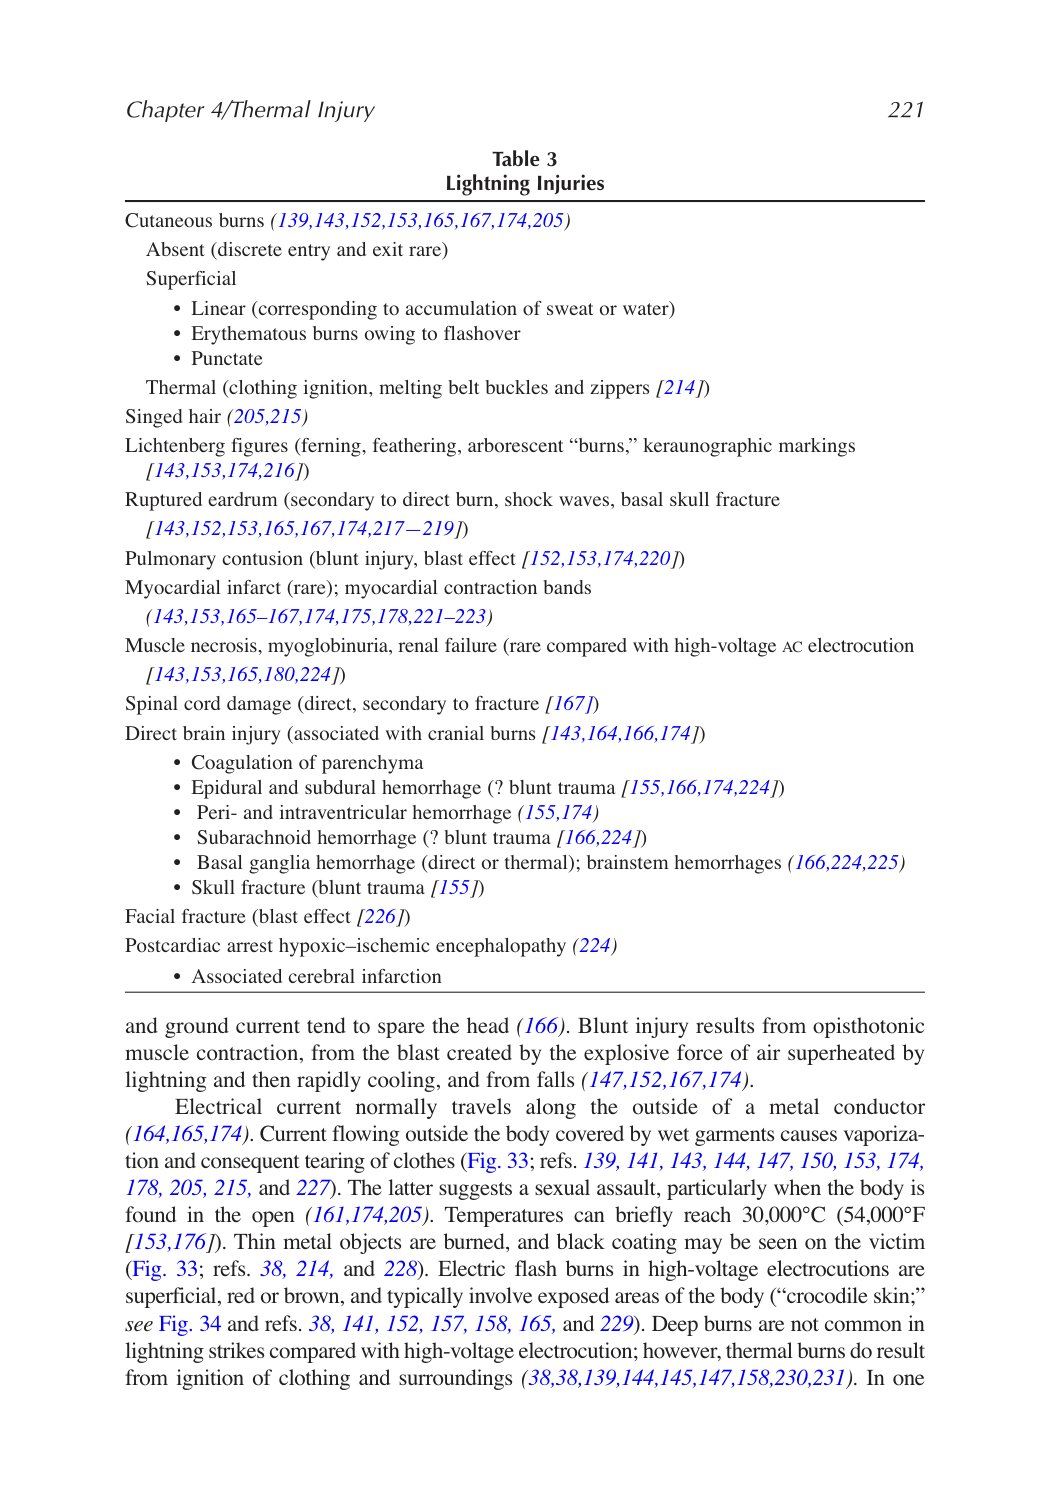 Chapter 4/Thermal Injury 221
Table 3
Lightning Injuries
Cutaneous burns (139,143,152,153,165,167,174,205)
Absent (discrete entry and exit rare)
Superficial
• Linear (corresponding to accumulation of sweat or water)
• Erythematous burns owing to flashover
• Punctate
Thermal (clothing ignition, melting belt buckles and zippers [214])
Singed hair (205,215)
Lichtenberg figures (ferning, feathering, arborescent “burns,” keraunographic markings
[143,153,174,216])
Ruptured eardrum (secondary to direct burn, shock waves, basal skull fracture
[143,152,153,165,167,174,217—219])
Pulmonary contusion (blunt injury, blast effect [152,153,174,220])
Myocardial infarct (rare); myocardial contraction bands
(143,153,165–167,174,175,178,221–223)
Muscle necrosis, myoglobinuria, renal failure (rare compared with high-voltage AC electrocution
[143,153,165,180,224])
Spinal cord damage (direct, secondary to fracture [167])
Direct brain injury (associated with cranial burns [143,164,166,174])
• Coagulation of parenchyma
• Epidural and subdural hemorrhage (? blunt trauma [155,166,174,224])
• Peri- and intraventricular hemorrhage (155,174)
• Subarachnoid hemorrhage (? blunt trauma [166,224])
• Basal ganglia hemorrhage (direct or thermal); brainstem hemorrhages (166,224,225)
• Skull fracture (blunt trauma [155])
Facial fracture (blast effect [226])
Postcardiac arrest hypoxic–ischemic encephalopathy (224)
• Associated cerebral infarction
and ground current tend to spare the head (166). Blunt injury results from opisthotonic
muscle contraction, from the blast created by the explosive force of air superheated by
lightning and then rapidly cooling, and from falls (147,152,167,174).
Electrical current normally travels along the outside of a metal conductor
(164,165,174). Current flowing outside the body covered by wet garments causes vaporiza-
tion and consequent tearing of clothes (Fig. 33; refs. 139, 141, 143, 144, 147, 150, 153, 174,
178, 205, 215, and 227). The latter suggests a sexual assault, particularly when the body is
found in the open (161,174,205). Temperatures can briefly reach 30,000°C (54,000°F
[153,176]). Thin metal objects are burned, and black coating may be seen on the victim
(Fig. 33; refs. 38, 214, and 228). Electric flash burns in high-voltage electrocutions are
superficial, red or brown, and typically involve exposed areas of the body (“crocodile skin;”
see Fig. 34 and refs. 38, 141, 152, 157, 158, 165, and 229). Deep burns are not common in
lightning strikes compared with high-voltage electrocution; however, thermal burns do result
from ignition of clothing and surroundings (38,38,139,144,145,147,158,230,231). In one